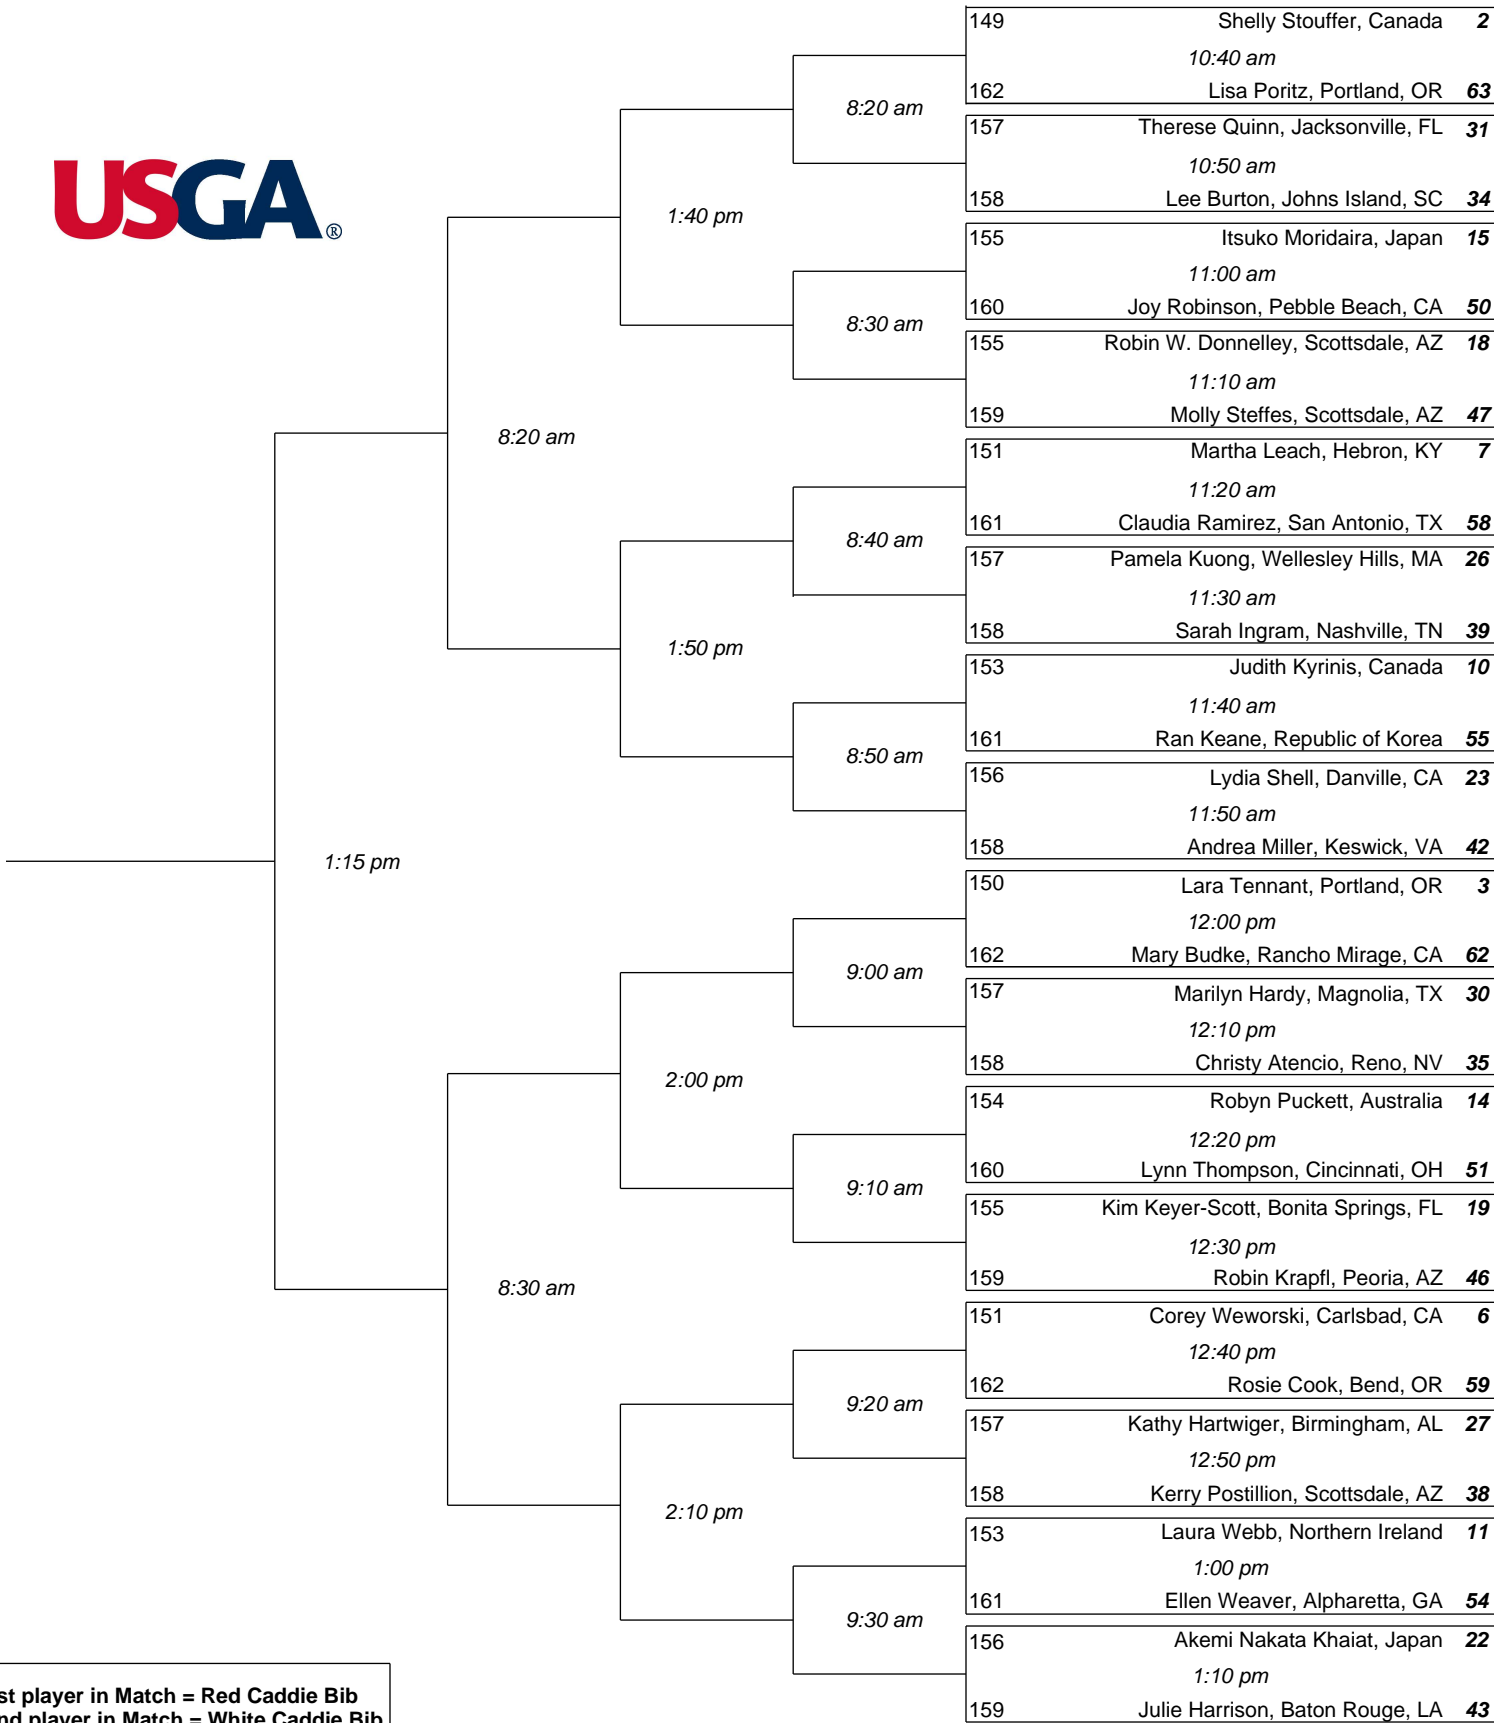 149 Shelly Stouffer, Canada 2
10:40 am
162 Lisa Poritz, Portland, OR 63
8:20 am
157 Therese Quinn, Jacksonville, FL 31
10:50 am
158 Lee Burton, Johns Island, SC 34
USGA®
1:40 pm
155 Itsuko Moridaira, Japan 15
11:00 am
160 Joy Robinson, Pebble Beach, CA 50
8:30 am
155 Robin W. Donnelley, Scottsdale, AZ 18
11:10 am
159 Molly Steffes, Scottsdale, AZ 47
8:20 am
151 Martha Leach, Hebron, KY 7
11:20 am
161 Claudia Ramirez, San Antonio, TX 58
8:40 am
157 Pamela Kuong, Wellesley Hills, MA 26
11:30 am
158 Sarah Ingram, Nashville, TN 39
1:50 pm
153 Judith Kyrinis, Canada 10
11:40 am
161 Ran Keane, Republic of Korea 55
8:50 am
156 Lydia Shell, Danville, CA 23
11:50 am
158 Andrea Miller, Keswick, VA 42
1:15 pm
150 Lara Tennant, Portland, OR 3
12:00 pm
162 Mary Budke, Rancho Mirage, CA 62
9:00 am
157 Marilyn Hardy, Magnolia, TX 30
12:10 pm
158 Christy Atencio, Reno, NV 35
2:00 pm
154 Robyn Puckett, Australia 14
12:20 pm
160 Lynn Thompson, Cincinnati, OH 51
9:10 am
155 Kim Keyer-Scott, Bonita Springs, FL 19
12:30 pm
159 Robin Krapfl, Peoria, AZ 46
8:30 am
151 Corey Weworski, Carlsbad, CA 6
12:40 pm
162 Rosie Cook, Bend, OR 59
9:20 am
157 Kathy Hartwiger, Birmingham, AL 27
12:50 pm
158 Kerry Postillion, Scottsdale, AZ 38
2:10 pm
153 Laura Webb, Northern Ireland 11
1:00 pm
161 Ellen Weaver, Alpharetta, GA 54
9:30 am
156 Akemi Nakata Khaiat, Japan 22
1:10 pm
159 Julie Harrison, Baton Rouge, LA 43
st player in Match = Red Caddie Bib
nd player in Match = White Caddie Bib